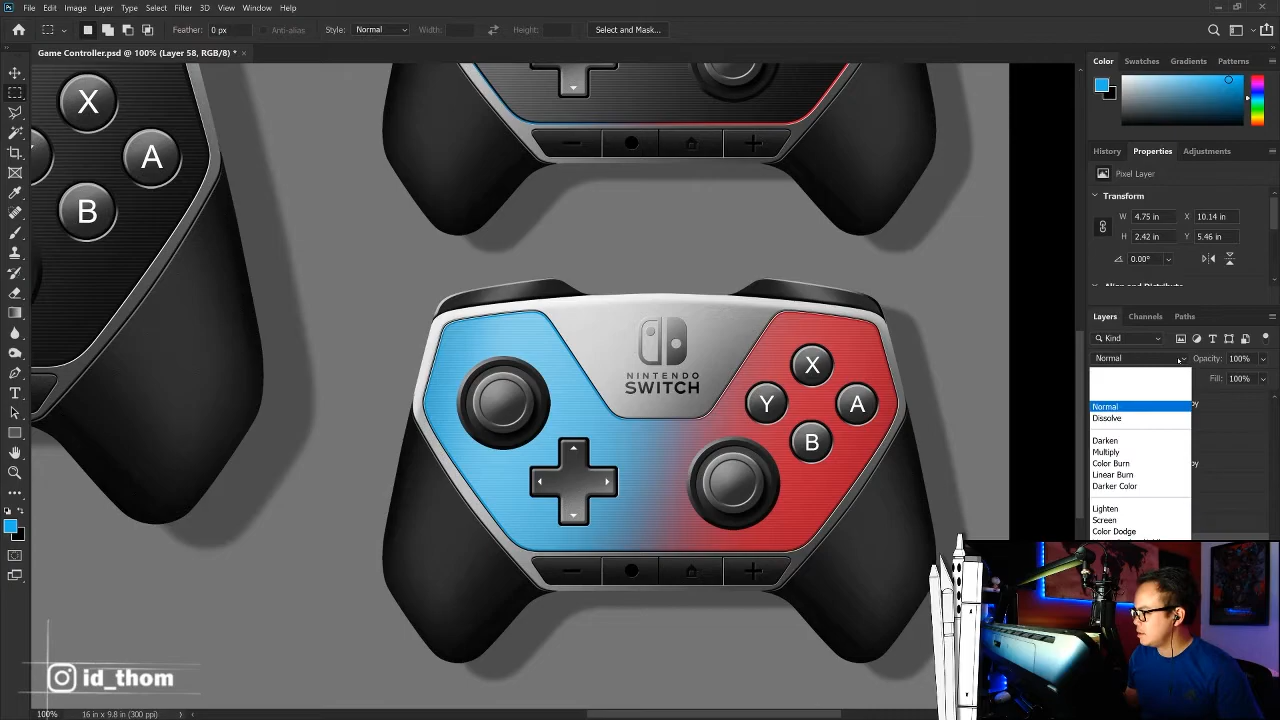 Ps File Edit Image Layer Type Select Filter 3D View Window Help
Feather: 0 px Anti-alias Style: Normal Width: Height: Select and Mask...
Game Controller.psd @ 100% (Layer 58, RGB/8) * ×
Color Swatches Gradients Patterns
History Properties Adjustments
Pixel Layer
Transform
W 4.75 in X 10.14 in
H 2.42 in Y 5.46 in
0.00°
Align and Distribute
Layers Channels Paths
Kind
Normal Opacity: 100%
Fill: 100%
Normal
Dissolve
Darken
Multiply
Color Burn
Linear Burn
Darker Color
Lighten
Screen
Color Dodge
X
A
B
NINTENDO
SWITCH
X
Y
A
B
id_thom
100% 16 in x 9.8 in (300 ppi)